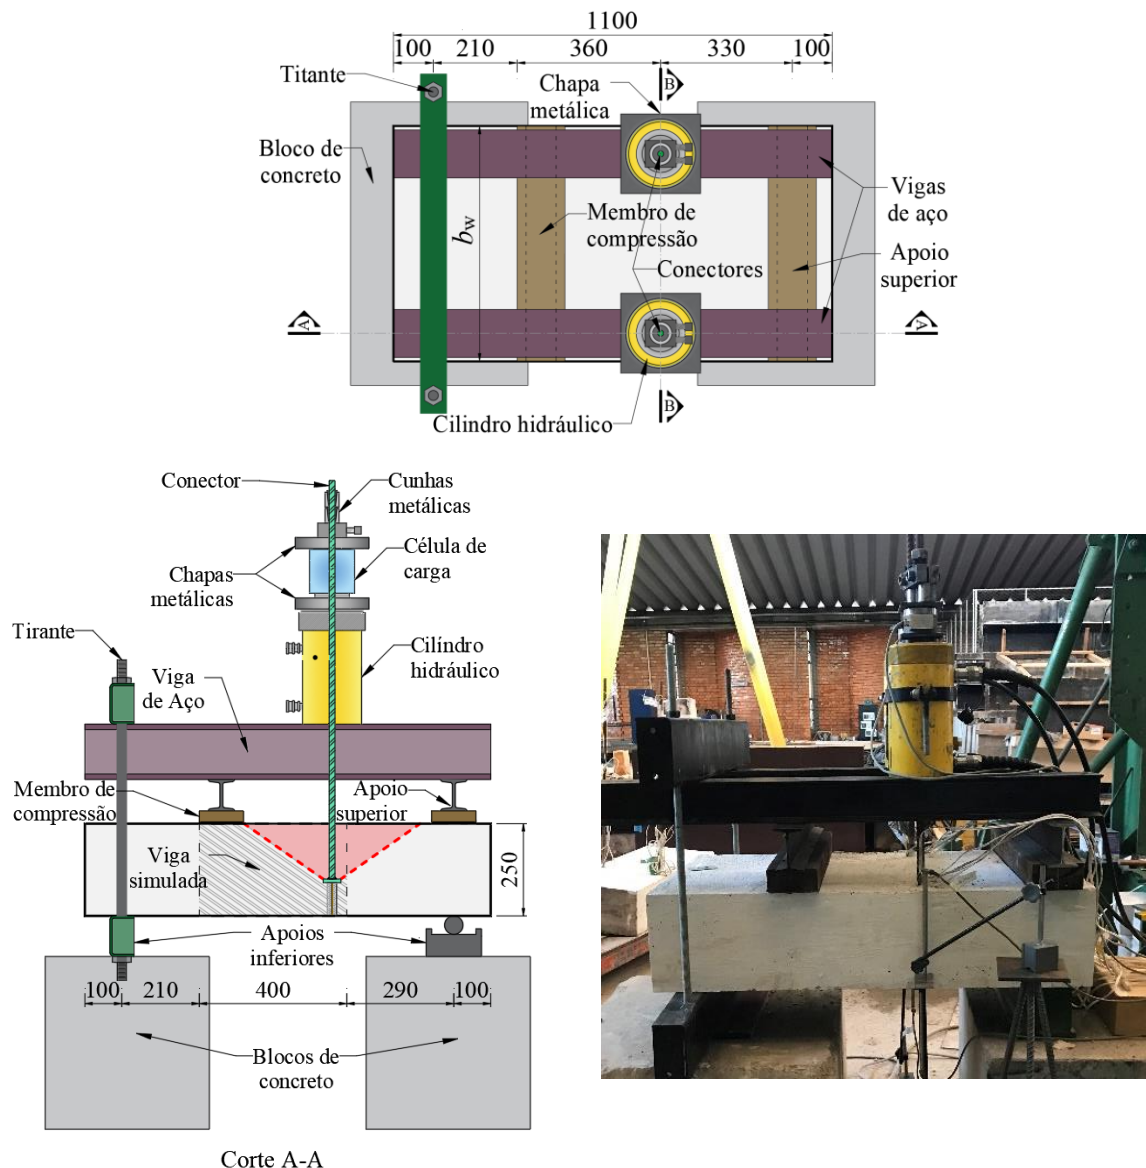 1100
100 210 360 330 100
Titante
Chapa
metálica
B
Bloco de
concreto
b_w
Membro de
compressão
Conectores
Vigas
de aço
Apoio
superior
A
A
B
Cilindro hidráulico
Conector
Cunhas
metálicas
Célula de
carga
Chapas
metálicas
Tirante
Cilíndro
hidráulico
Viga
de Aço
Membro de
compressão
Apoio
superior
Viga
simulada
250
Apoios
inferiores
100 210 400 290 100
Blocos de
concreto
Corte A-A